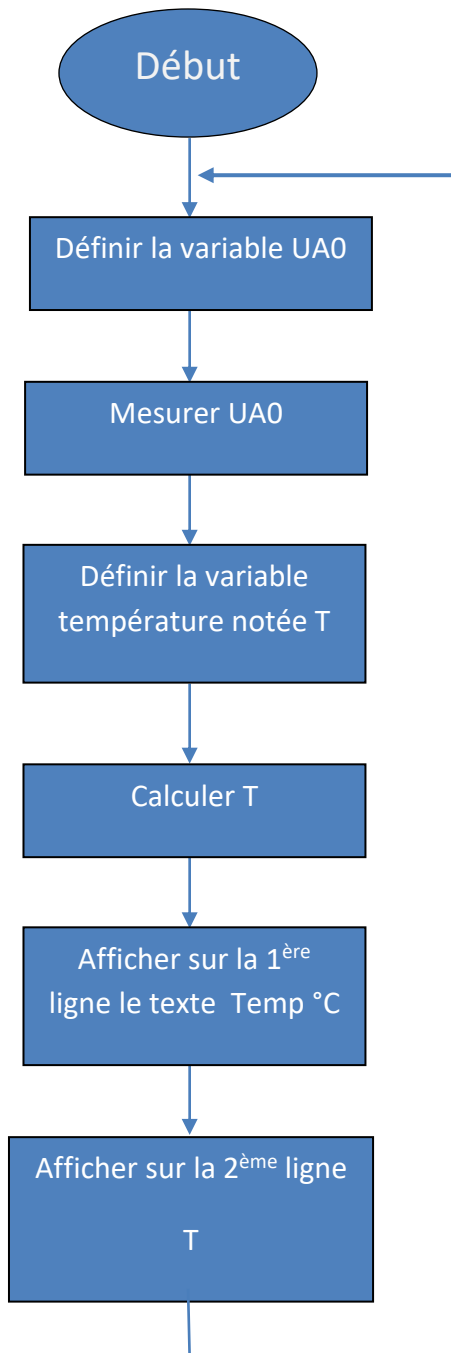 Début
Définir la variable UA0
Mesurer UA0
Définir la variable
température notée T
Calculer T
Afficher sur la 1ère
ligne le texte Temp °C
Afficher sur la 2ème ligne
T